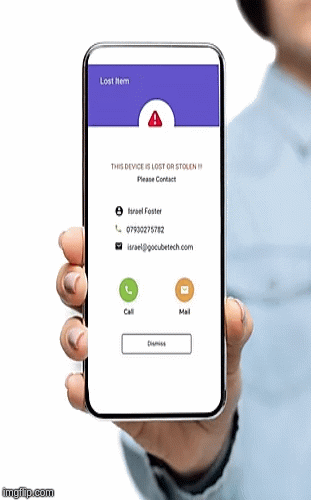 Lost Item
THIS DEVICE IS LOST OR STOLEN !!!
Please Contact
Israel Foster
07930275782
israel@gocubetech.com
Call
Mail
Dismiss
imgflip.com